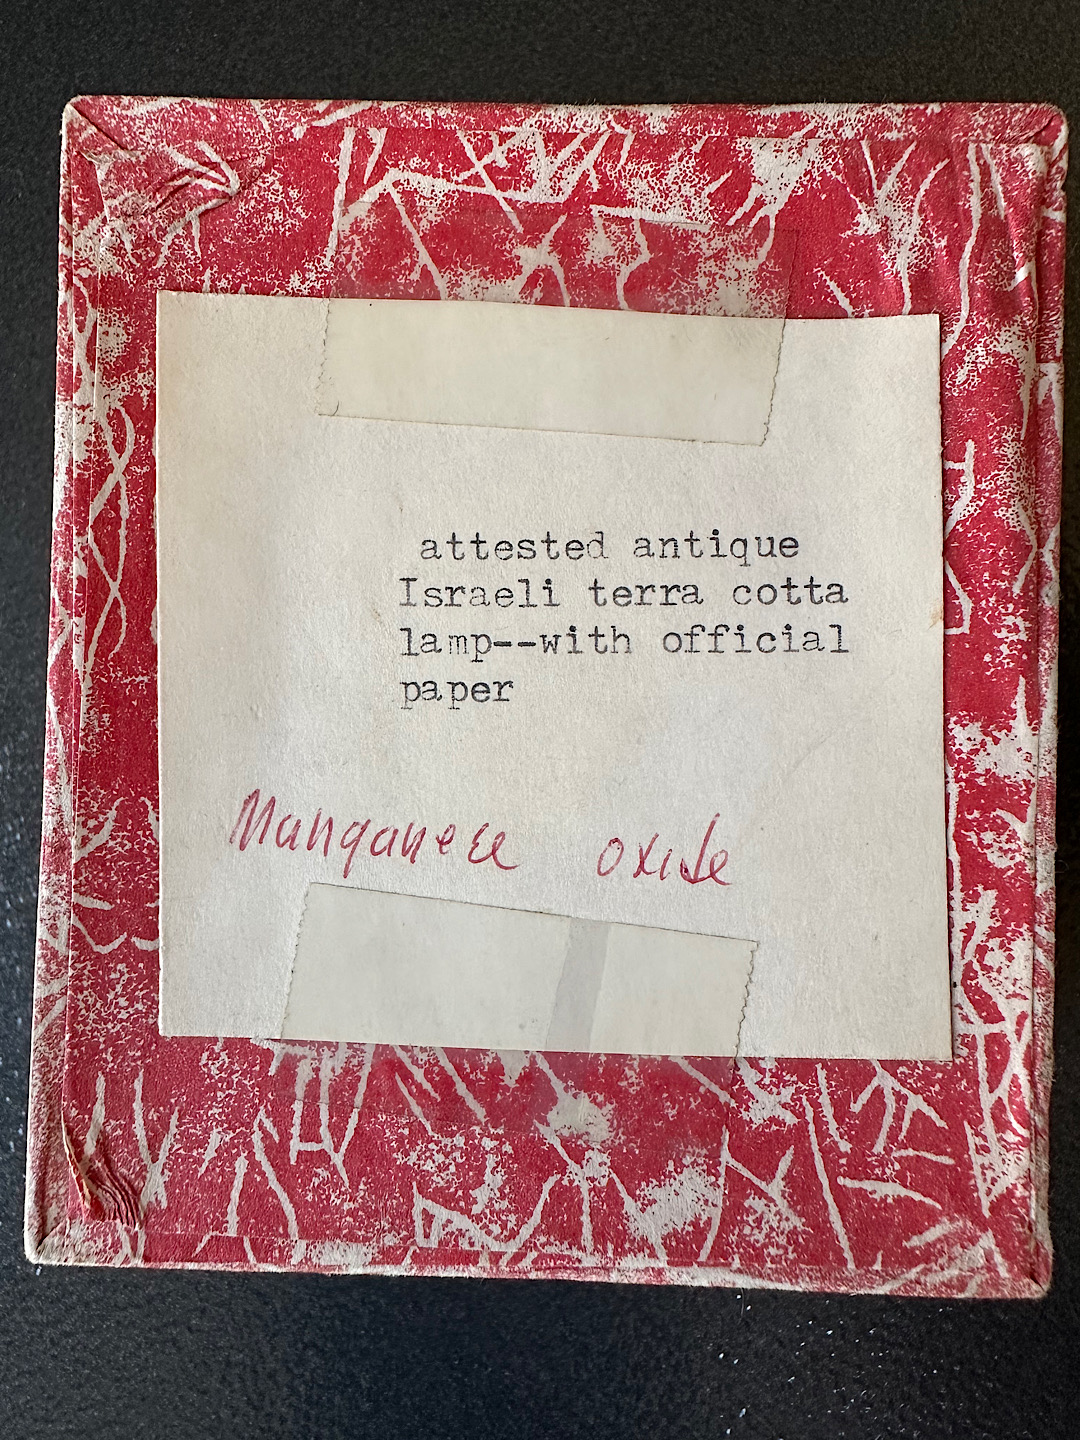 attested antique
Israeli terra cotta
lamp--with official
paper
Manganese oxide